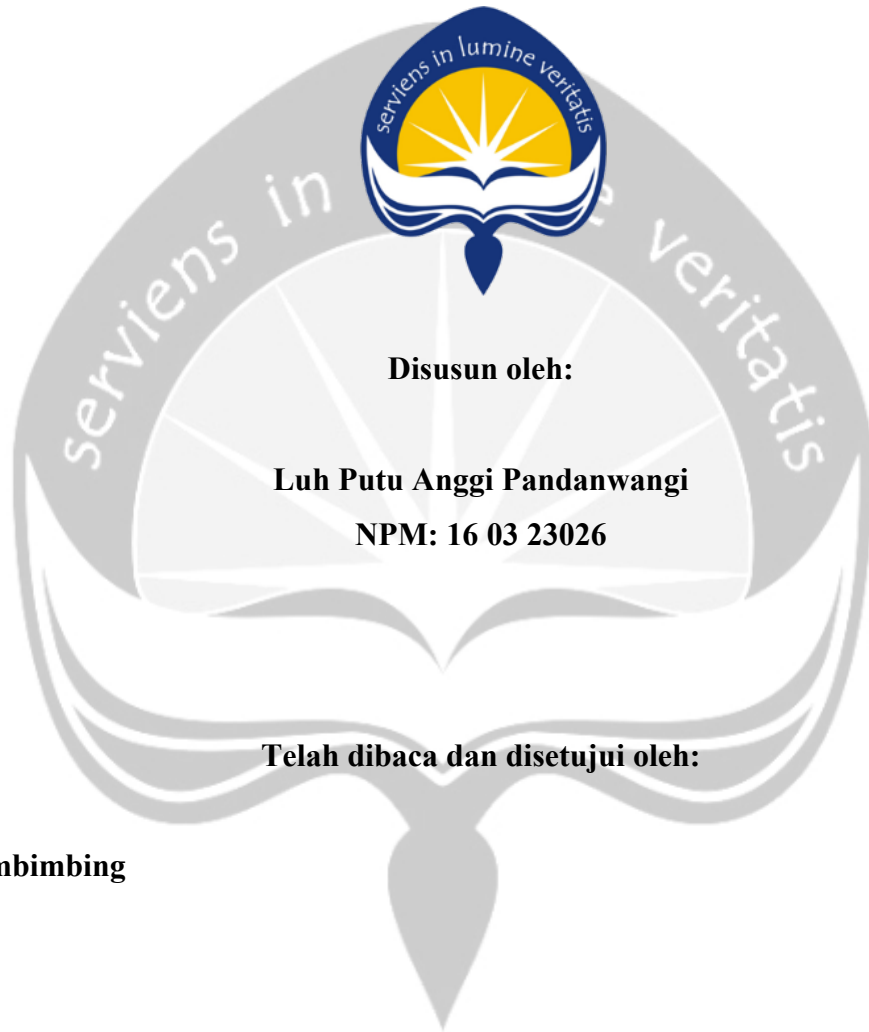 serviens in lumine veritatis
serviens in e veritatis
Disusun oleh:
Luh Putu Anggi Pandanwangi
NPM: 16 03 23026
Telah dibaca dan disetujui oleh:
mbimbing